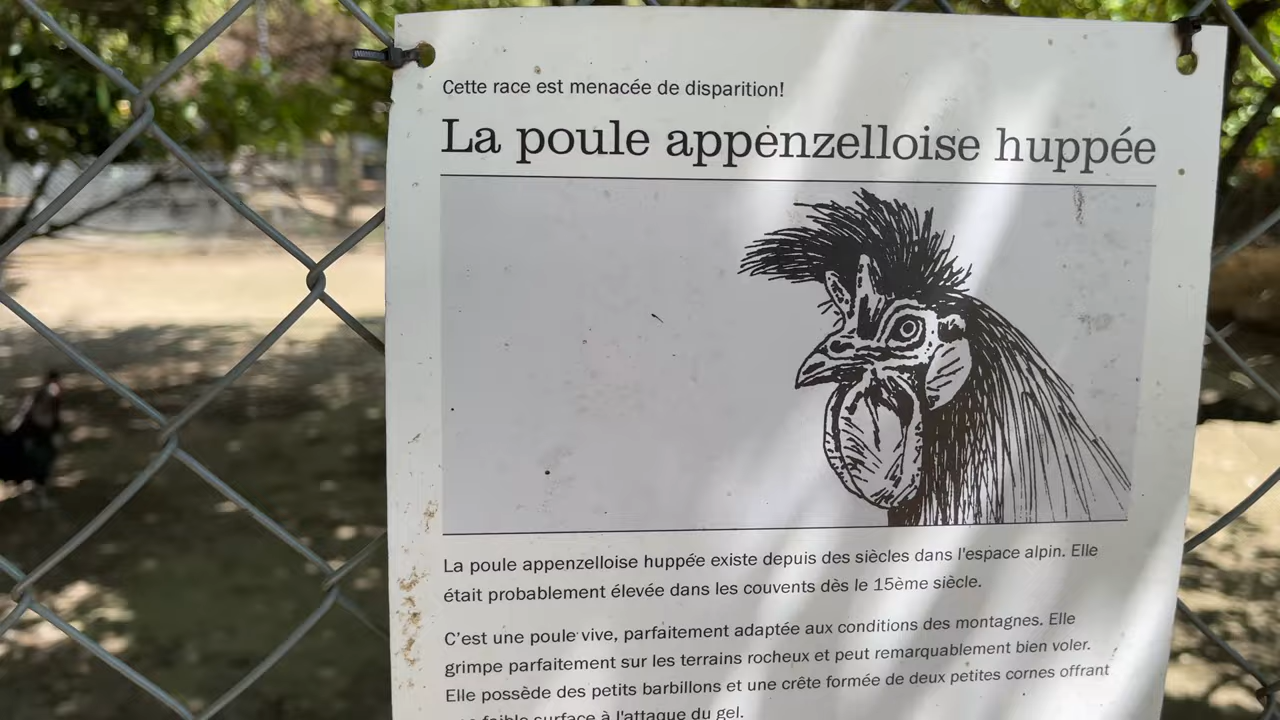 Cette race est menacée de disparition!
La poule appenzelloise huppée
La poule appenzelloise huppée existe depuis des siècles dans l'espace alpin. Elle
était probablement élevée dans les couvents dès le 15ème siècle.
C'est une poule vive, parfaitement adaptée aux conditions des montagnes. Elle
grimpe parfaitement sur les terrains rocheux et peut remarquablement bien voler.
Elle possède des petits barbillons et une crête formée de deux petites cornes offrant
faible surface à l'attaque du gel.